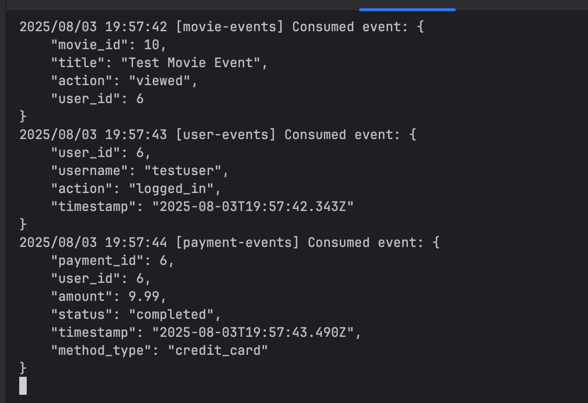 2025/08/03 19:57:42 [movie-events] Consumed event: {
    "movie_id": 10,
    "title": "Test Movie Event",
    "action": "viewed",
    "user_id": 6
}
2025/08/03 19:57:43 [user-events] Consumed event: {
    "user_id": 6,
    "username": "testuser",
    "action": "logged_in",
    "timestamp": "2025-08-03T19:57:42.343Z"
}
2025/08/03 19:57:44 [payment-events] Consumed event: {
    "payment_id": 6,
    "user_id": 6,
    "amount": 9.99,
    "status": "completed",
    "timestamp": "2025-08-03T19:57:43.490Z",
    "method_type": "credit_card"
}